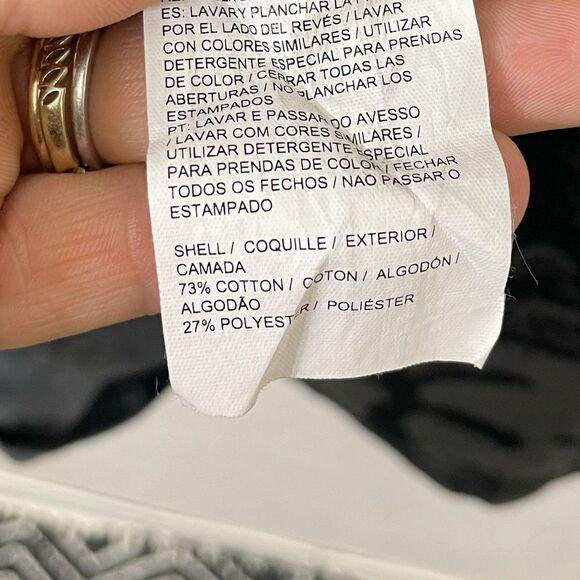 ES: LAVARY PLANCHAR LA
POR EL LADO DEL REVÉS / LAVAR
CON COLORES SIMILARES / UTILIZAR
DETERGENTE ESPECIAL PARA PRENDAS
DE COLOR / CERRAR TODAS LAS
ABERTURAS / NO PLANCHAR LOS
ESTAMPADOS
PT: LAVAR E PASSAR DO AVESSO
/ LAVAR COM CORES SIMILARES /
UTILIZAR DETERGENTE ESPECIAL
PARA PRENDAS DE COLOR / FECHAR
TODOS OS FECHOS / NAO PASSAR O
ESTAMPADO
SHELL / COQUILLE / EXTERIOR /
CAMADA
73% COTTON / COTON / ALGODÓN /
ALGODÃO
27% POLYESTER / POLIÉSTER